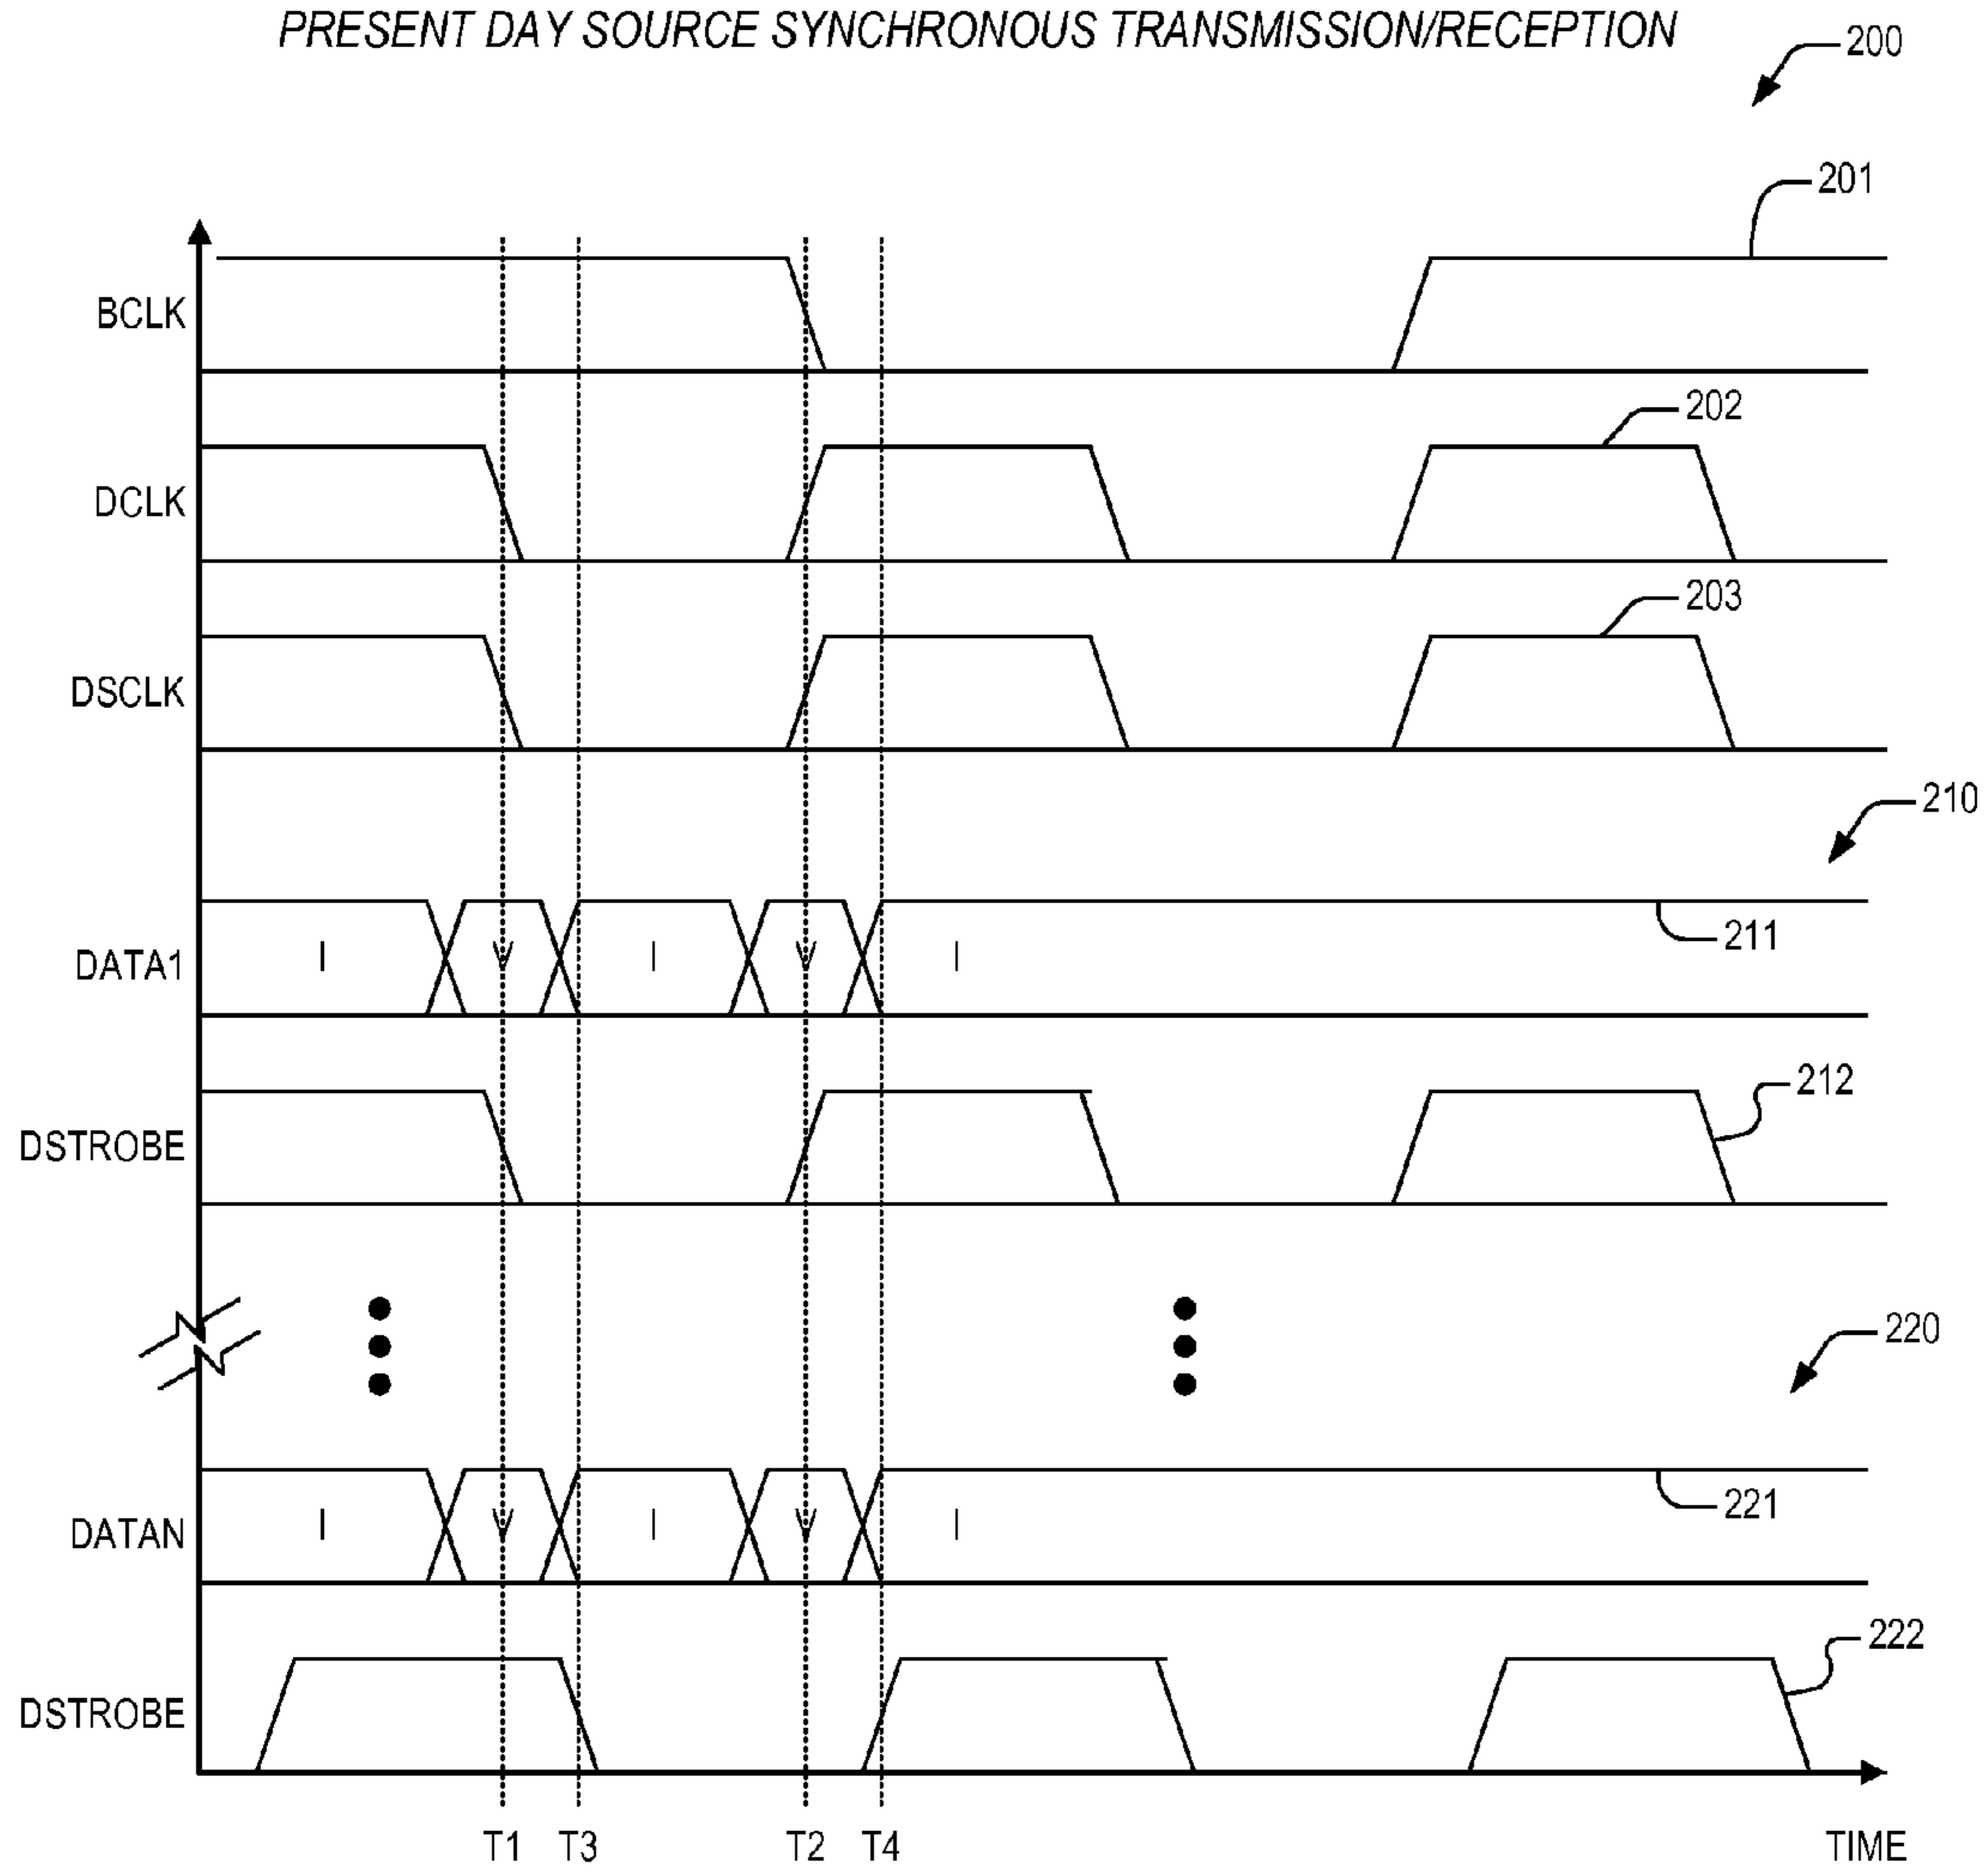 PRESENT DAY SOURCE SYNCHRONOUS TRANSMISSION/RECEPTION
200
201
BCLK
202
DCLK
203
DSCLK
210
DATA1
I V I V I
211
212
DSTROBE
220
DATAN
I V I V I
221
222
DSTROBE
T1 T3 T2 T4 TIME